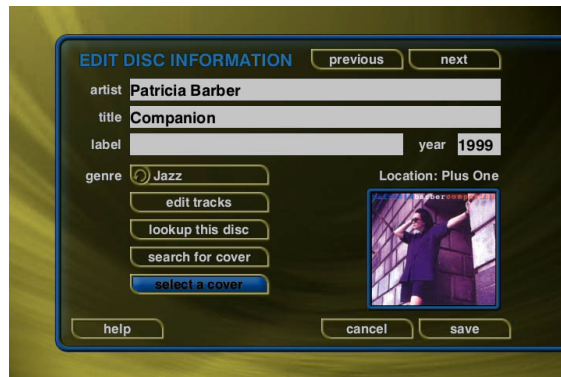 EDIT DISC INFORMATION previous next
artist Patricia Barber
title Companion
label year 1999
genre Jazz Location: Plus One
edit tracks
patriciabarbercompanion
lookup this disc
search for cover
select a cover
help cancel save